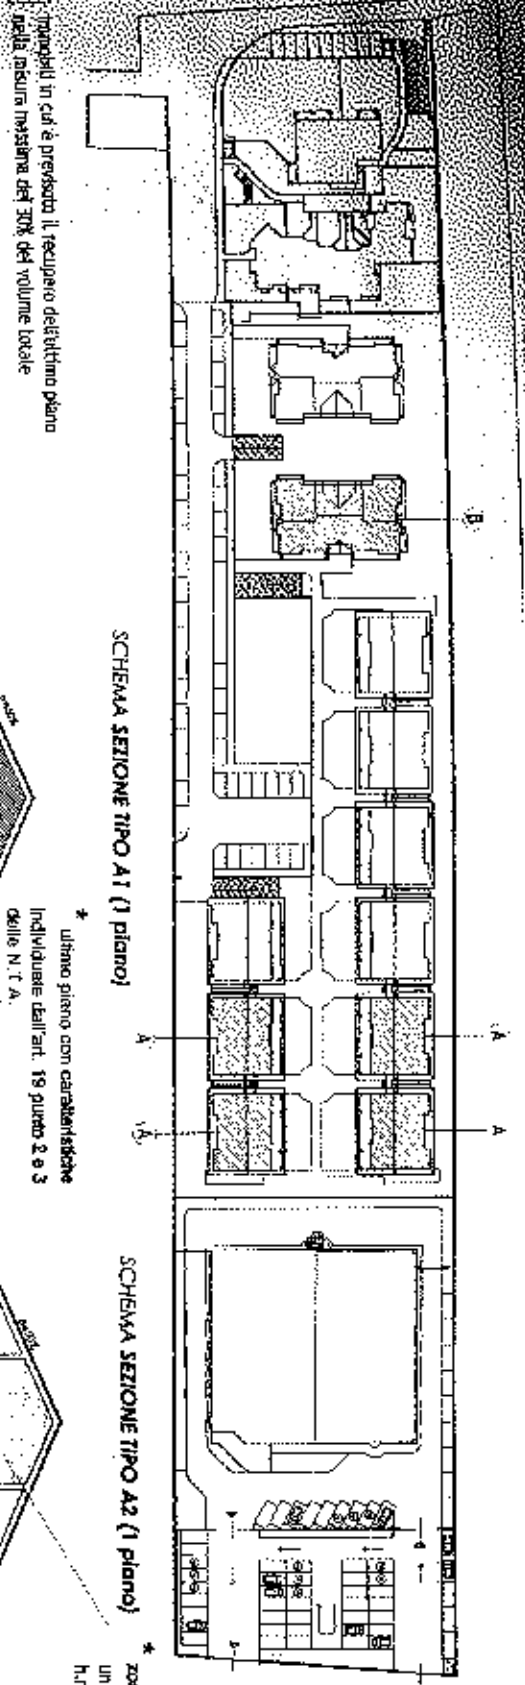 in cui è previsto il recupero dell'ultimo piano
nella misura massima del 30% del volume totale
B
SCHEMA SEZIONE TIPO A1 (1 piano)
* ultimo piano con caratteristiche
individuate dall'art. 19 punto 2 e 3
delle N.T.A.
A
A
A
A
SCHEMA SEZIONE TIPO A2 (1 piano)
*
un